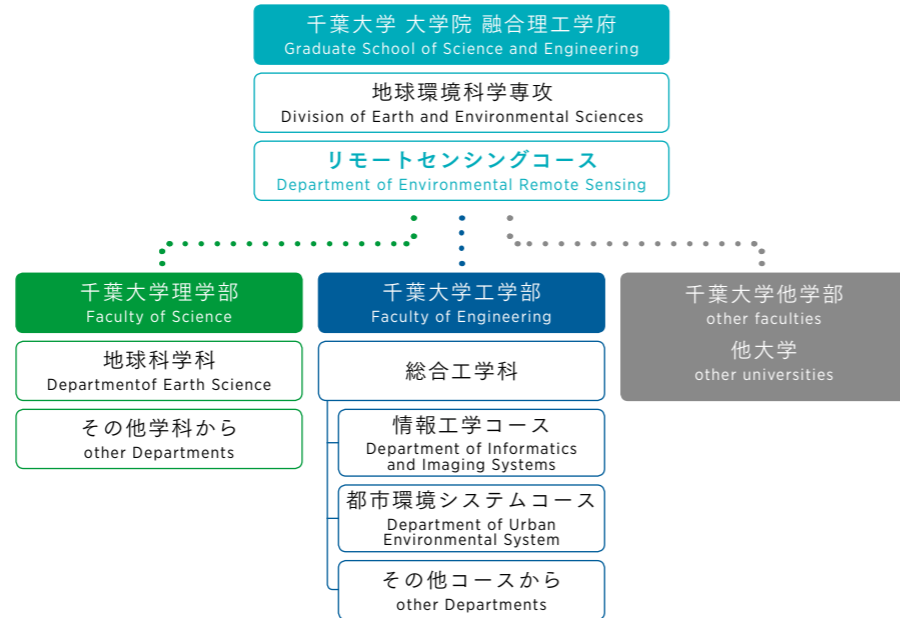 千葉大学 大学院 融合理工学府
Graduate School of Science and Engineering
地球環境科学専攻
Division of Earth and Environmental Sciences
リモートセンシングコース
Department of Environmental Remote Sensing
千葉大学理学部
Faculty of Science
地球科学科
Departmentof Earth Science
その他学科から
other Departments
千葉大学工学部
Faculty of Engineering
総合工学科
情報工学コース
Department of Informatics
and Imaging Systems
都市環境システムコース
Department of Urban
Environmental System
その他コースから
other Departments
千葉大学他学部
other faculties
他大学
other universities